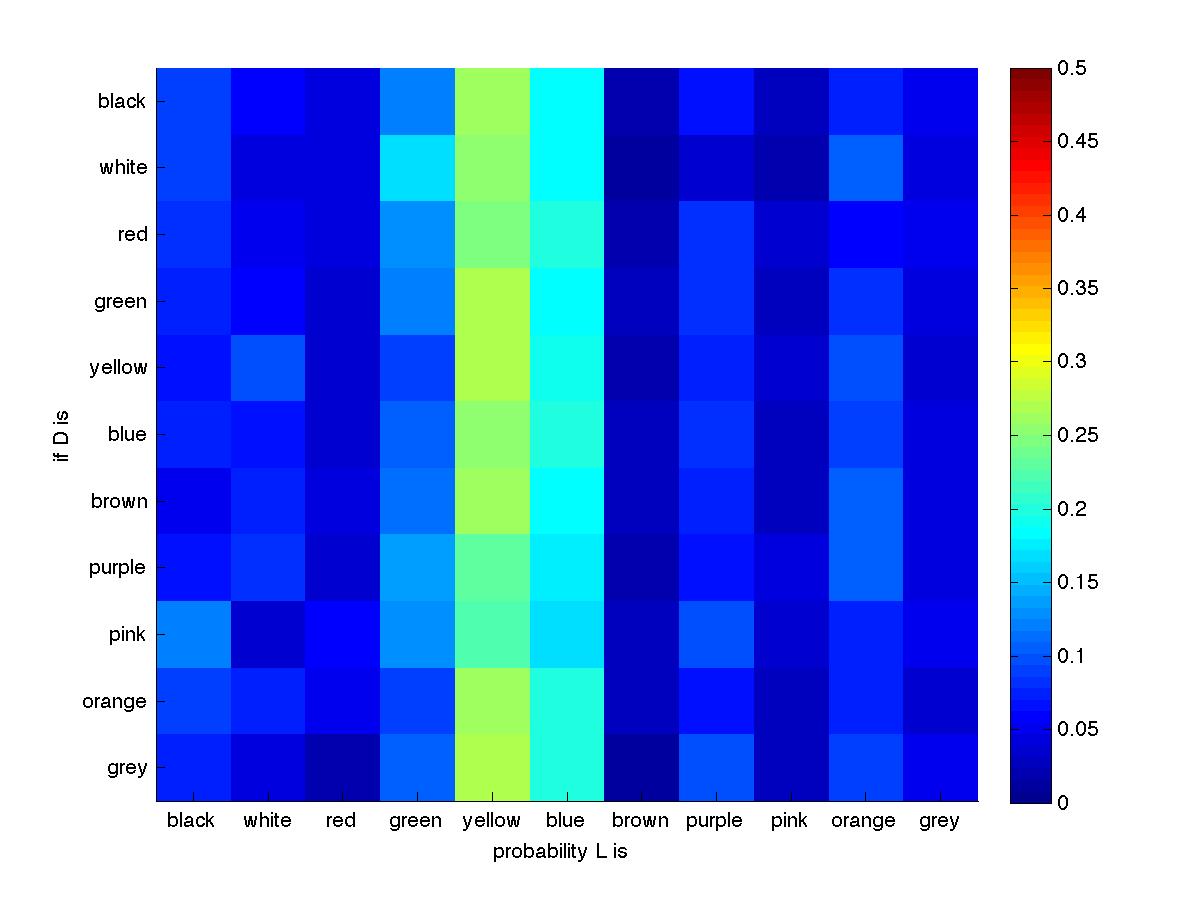 black
white
red
green
yellow
blue
brown
purple
pink
orange
grey
if D is
black white red green yellow blue brown purple pink orange grey
probability L is
0.5
0.45
0.4
0.35
0.3
0.25
0.2
0.15
0.1
0.05
0